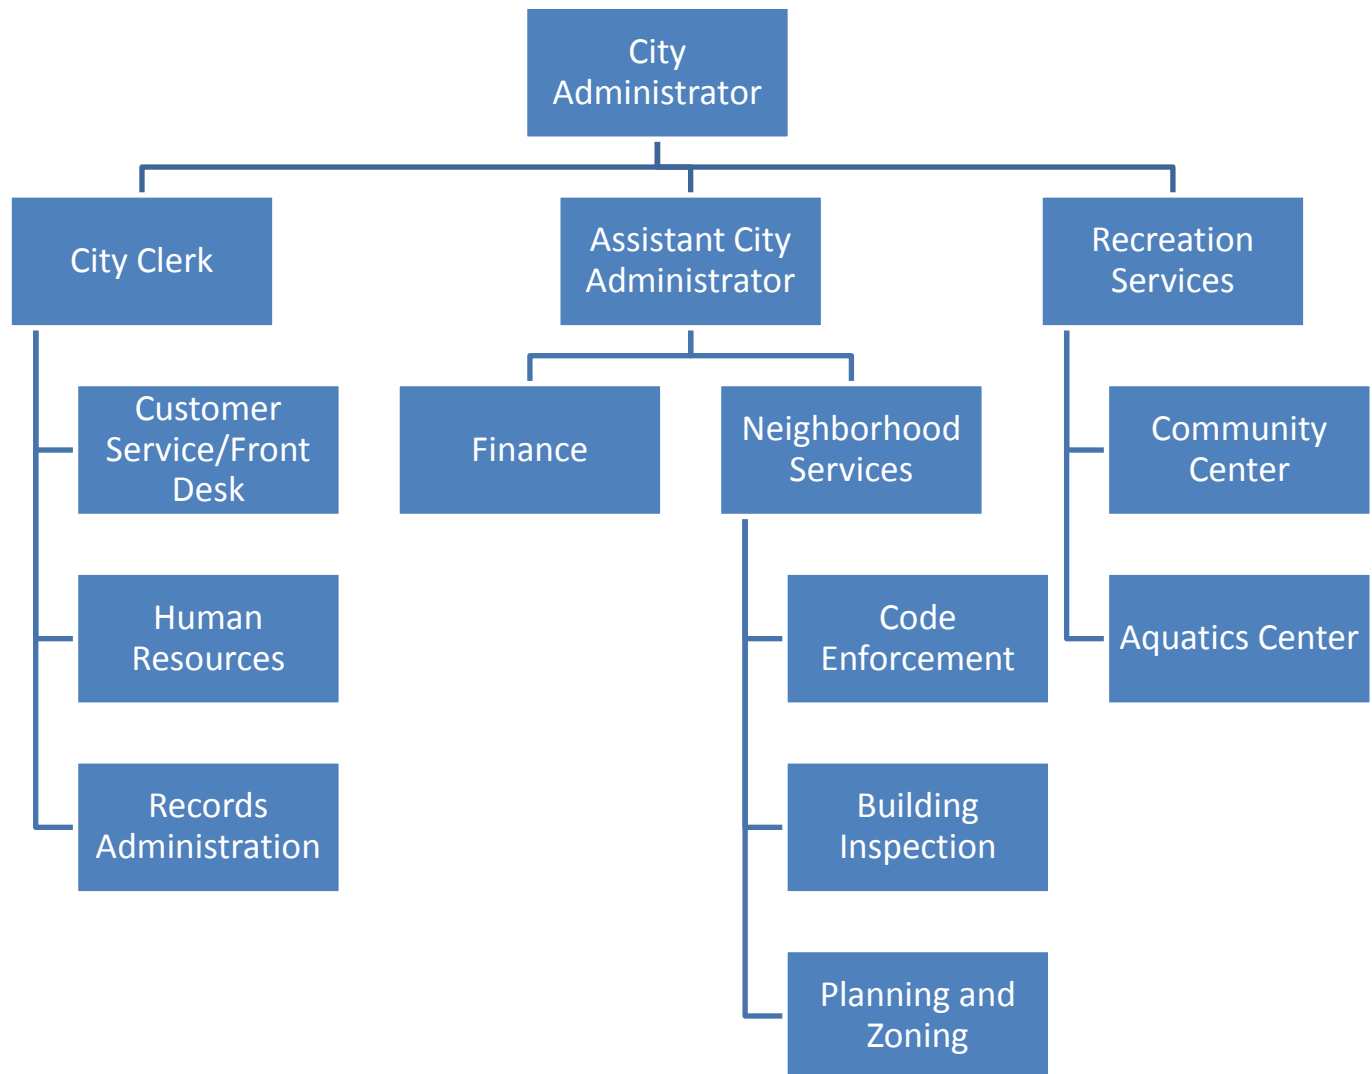 City
Administrator
City Clerk
Assistant City
Administrator
Recreation
Services
Customer
Service/Front
Desk
Finance
Neighborhood
Services
Community
Center
Human
Resources
Code
Enforcement
Aquatics Center
Records
Administration
Building
Inspection
Planning and
Zoning